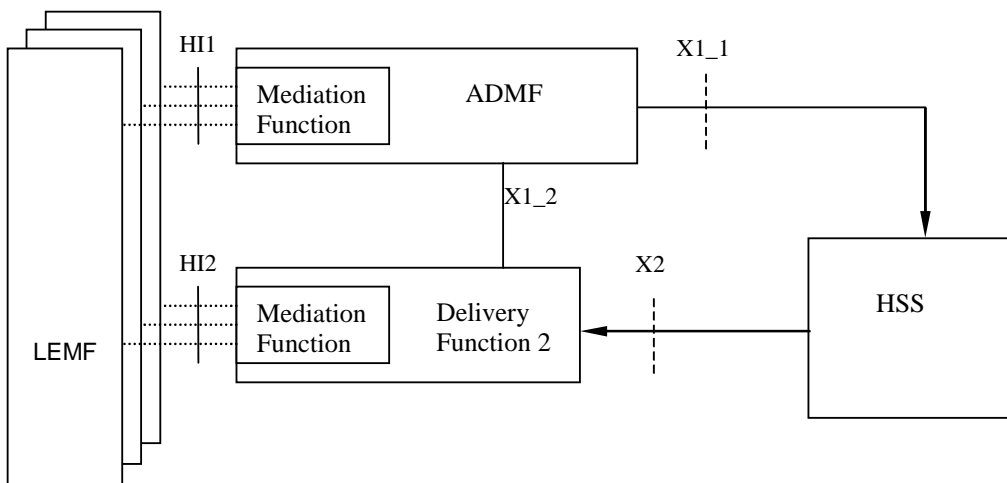 HI1
X1_1
Mediation
Function
ADMF
X1_2
HI2
X2
Mediation
Function
Delivery
Function 2
HSS
LEMF